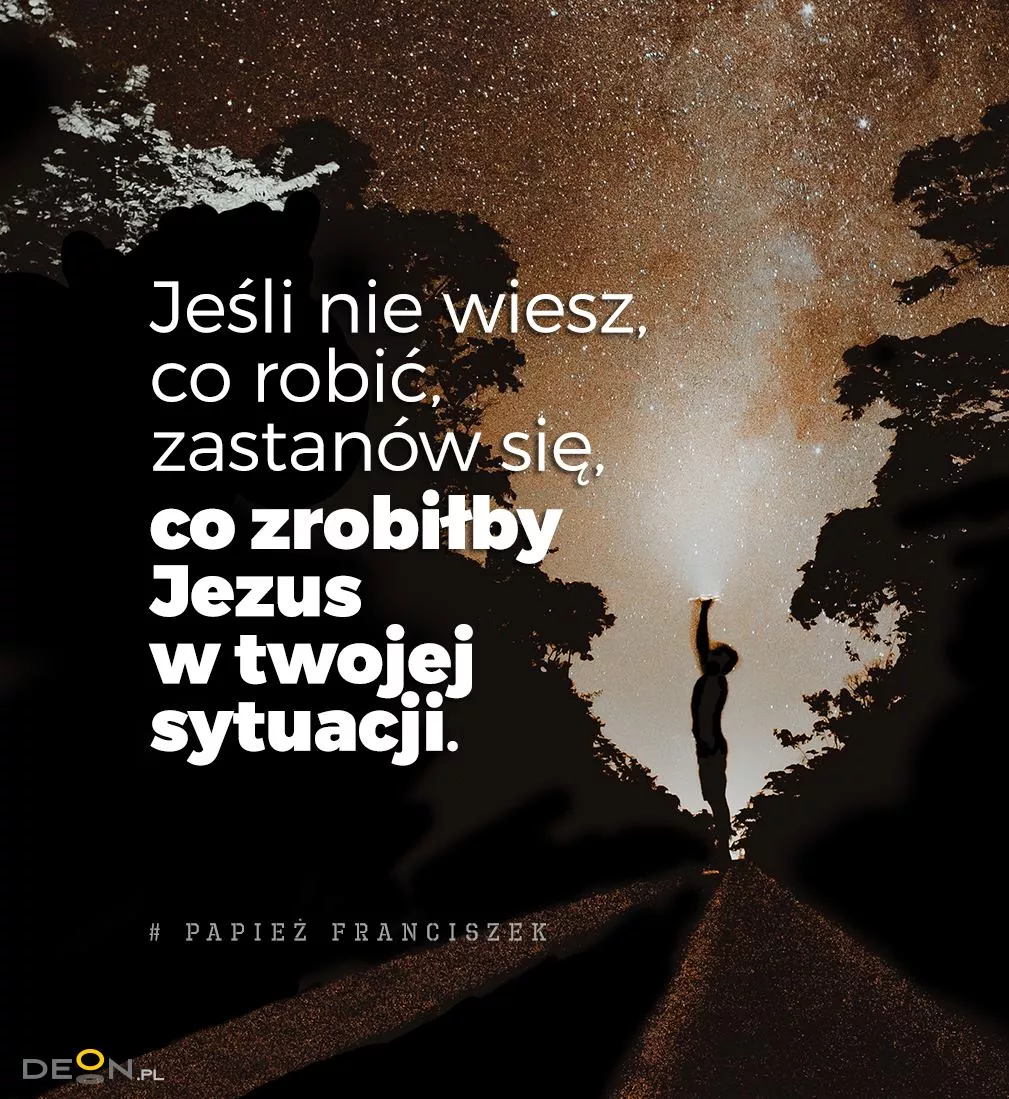 Jeśli nie wiesz,
co robić,
zastanów się,
co zrobiłby
Jezus
w twojej
sytuacji.
# PAPIEŻ FRANCISZEK
DEON.PL